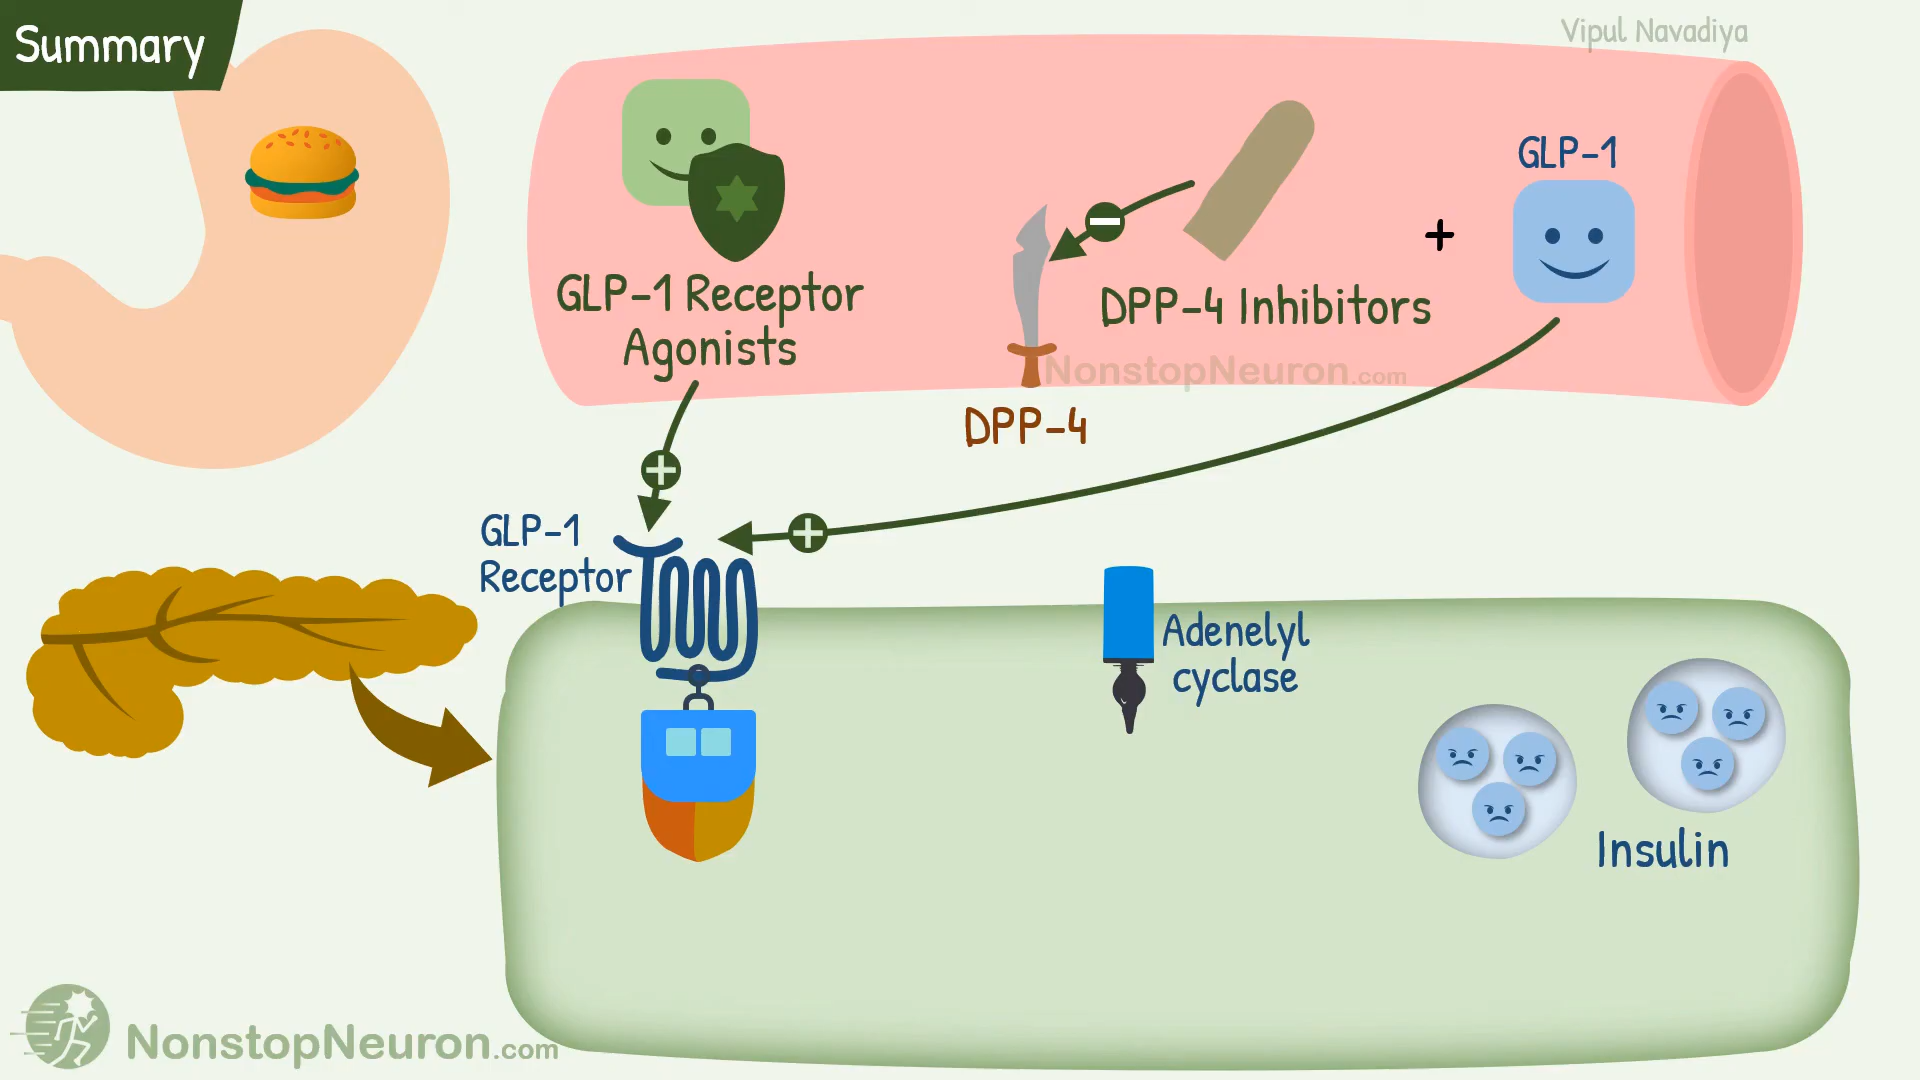 Summary
Vipul Navadiya
GLP-1
GLP-1 Receptor
Agonists
DPP-4 Inhibitors
NonstopNeuron.com
DPP-4
GLP-1
Receptor
Adenelyl
cyclase
Insulin
NonstopNeuron.com